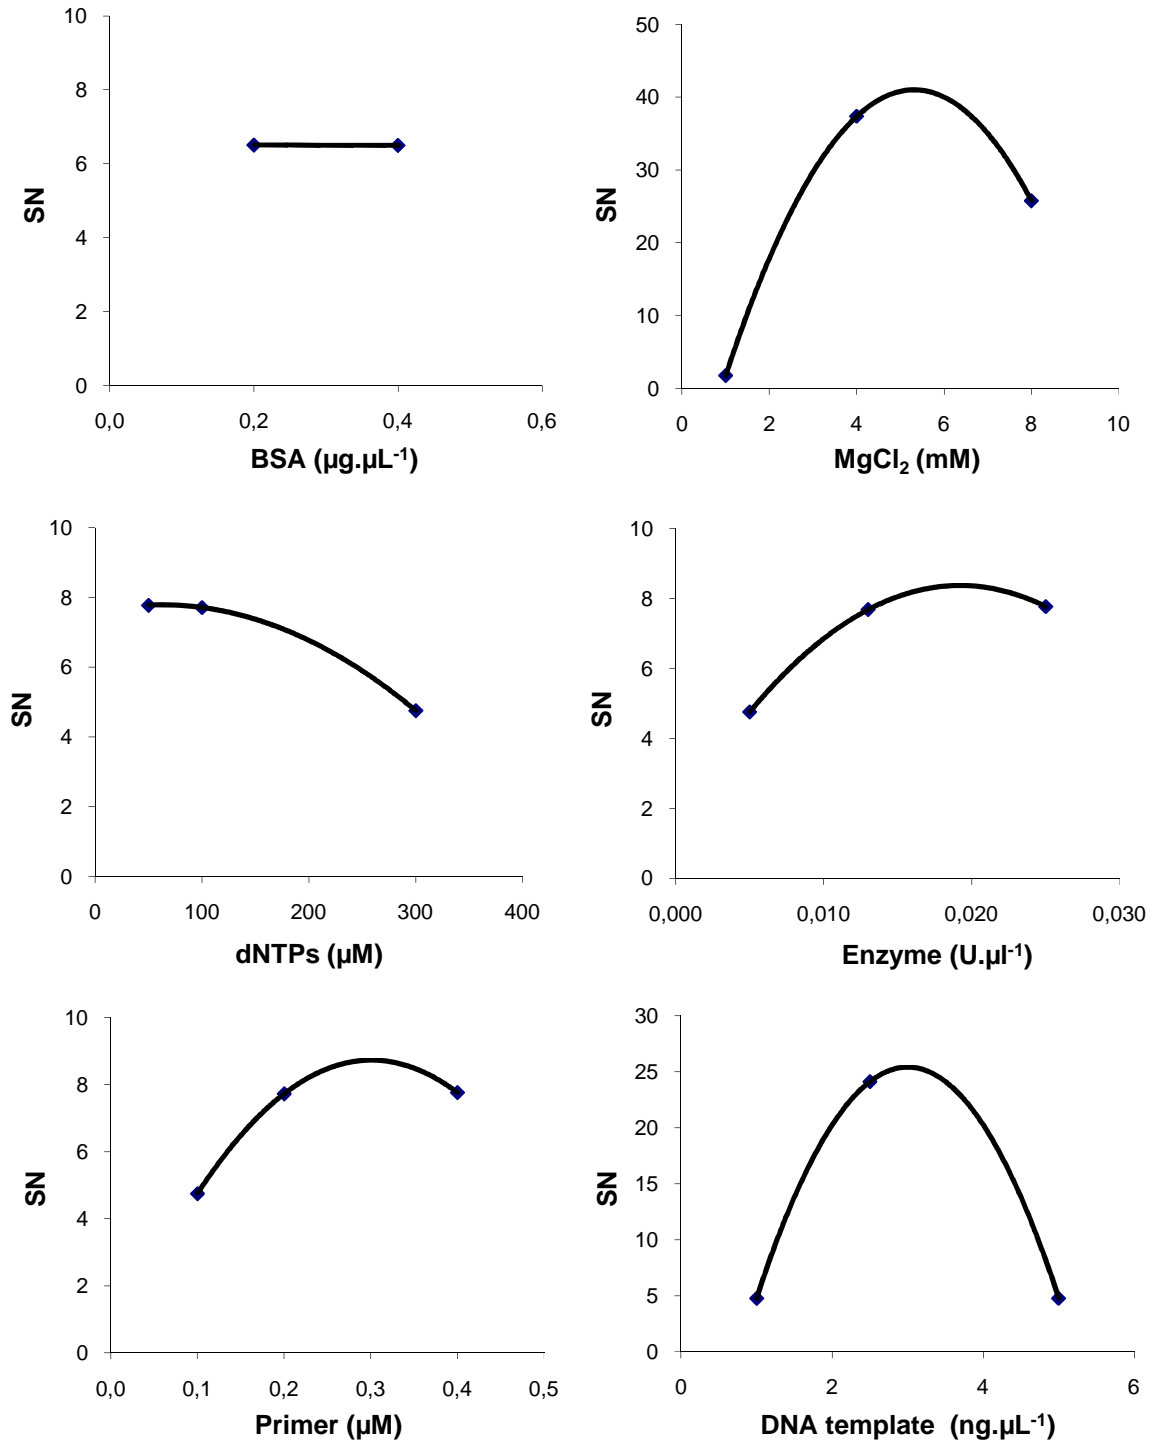 10
8
6
4
2
0
SN
0,0 0,2 0,4 0,6
BSA (µg.µL-1)
50
40
30
20
10
0
SN
0 2 4 6 8 10
MgCl2 (mM)
10
8
6
4
2
0
SN
0 100 200 300 400
dNTPs (µM)
10
8
6
4
2
0
SN
0,000 0,010 0,020 0,030
Enzyme (U.µl-1)
10
8
6
4
2
0
SN
0,0 0,1 0,2 0,3 0,4 0,5
Primer (µM)
30
25
20
15
10
5
0
SN
0 2 4 6
DNA template (ng.µL-1)